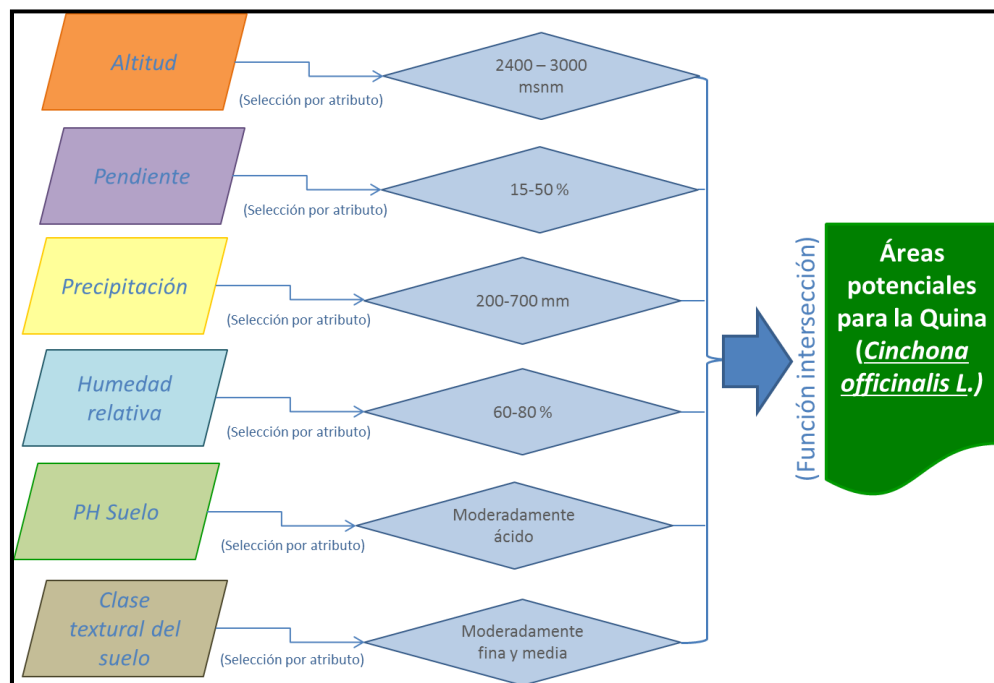 Altitud
(Selección por atributo)
2400 – 3000
msnm
Pendiente
(Selección por atributo)
15-50 %
Precipitación
(Selección por atributo)
200-700 mm
Humedad
relativa
(Selección por atributo)
60-80 %
PH Suelo
(Selección por atributo)
Moderadamente
ácido
Clase
textural del
suelo
(Selección por atributo)
Moderadamente
fina y media
(Función intersección)
Áreas
potenciales
para la Quina
(Cinchona
officinalis L.)